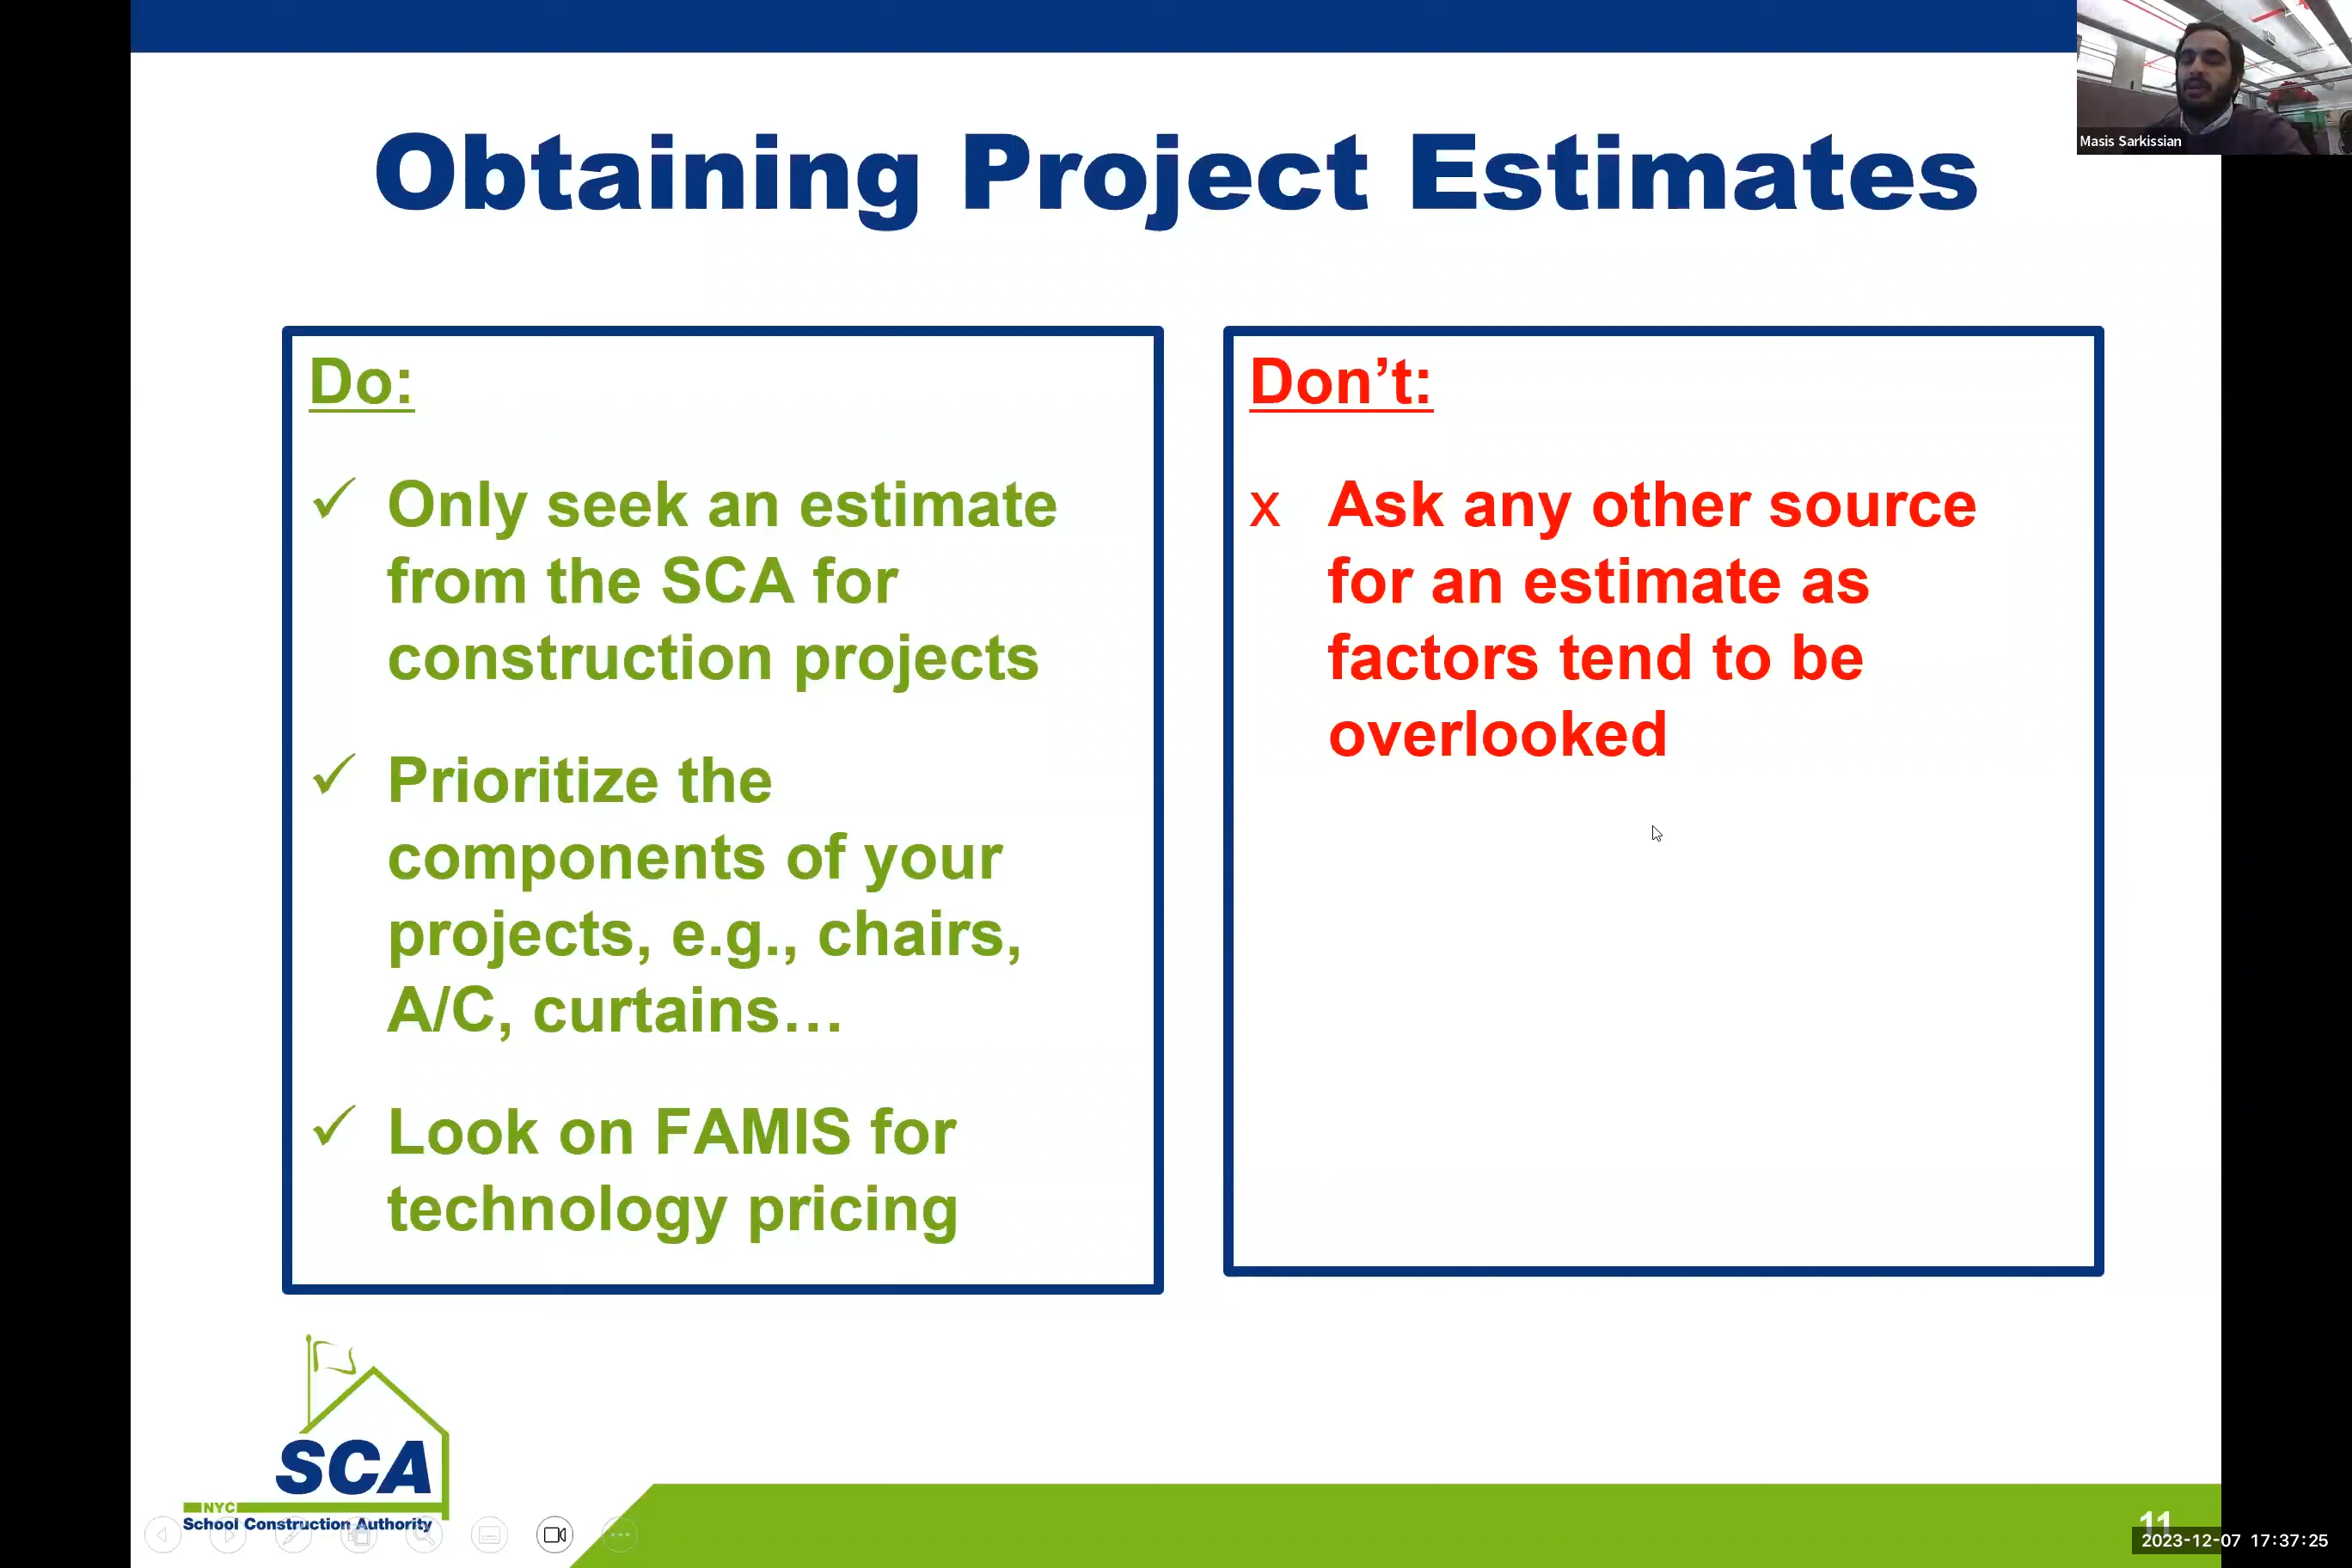 Masis Sarkissian
Obtaining Project Estimates
Do:
✓ Only seek an estimate
from the SCA for
construction projects
✓ Prioritize the
components of your
projects, e.g., chairs,
A/C, curtains…
✓ Look on FAMIS for
technology pricing
Don’t:
x Ask any other source
for an estimate as
factors tend to be
overlooked
SCA
NYC
School Construction Authority
11
2023-12-07 17:37:25